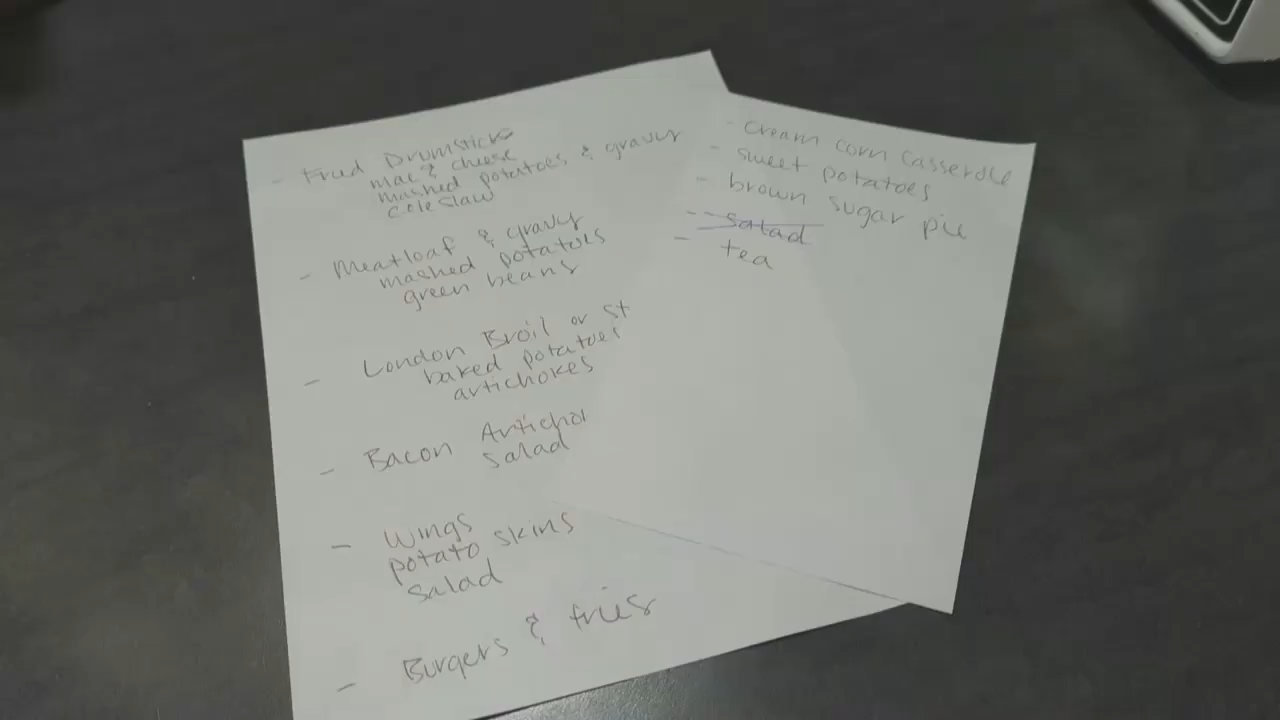 - Fried Drumsticks
mac & cheese
mashed potatoes & gravy
cole slaw
- Meatloaf & gravy
mashed potatoes
green beans
- London Broil or St
baked potatoes
artichokes
- Bacon Artichok
salad
- Wings
potato skins
salad
- Burgers & fries
- cream corn casserole
- sweet potatoes
- brown sugar pie
- salad
- tea